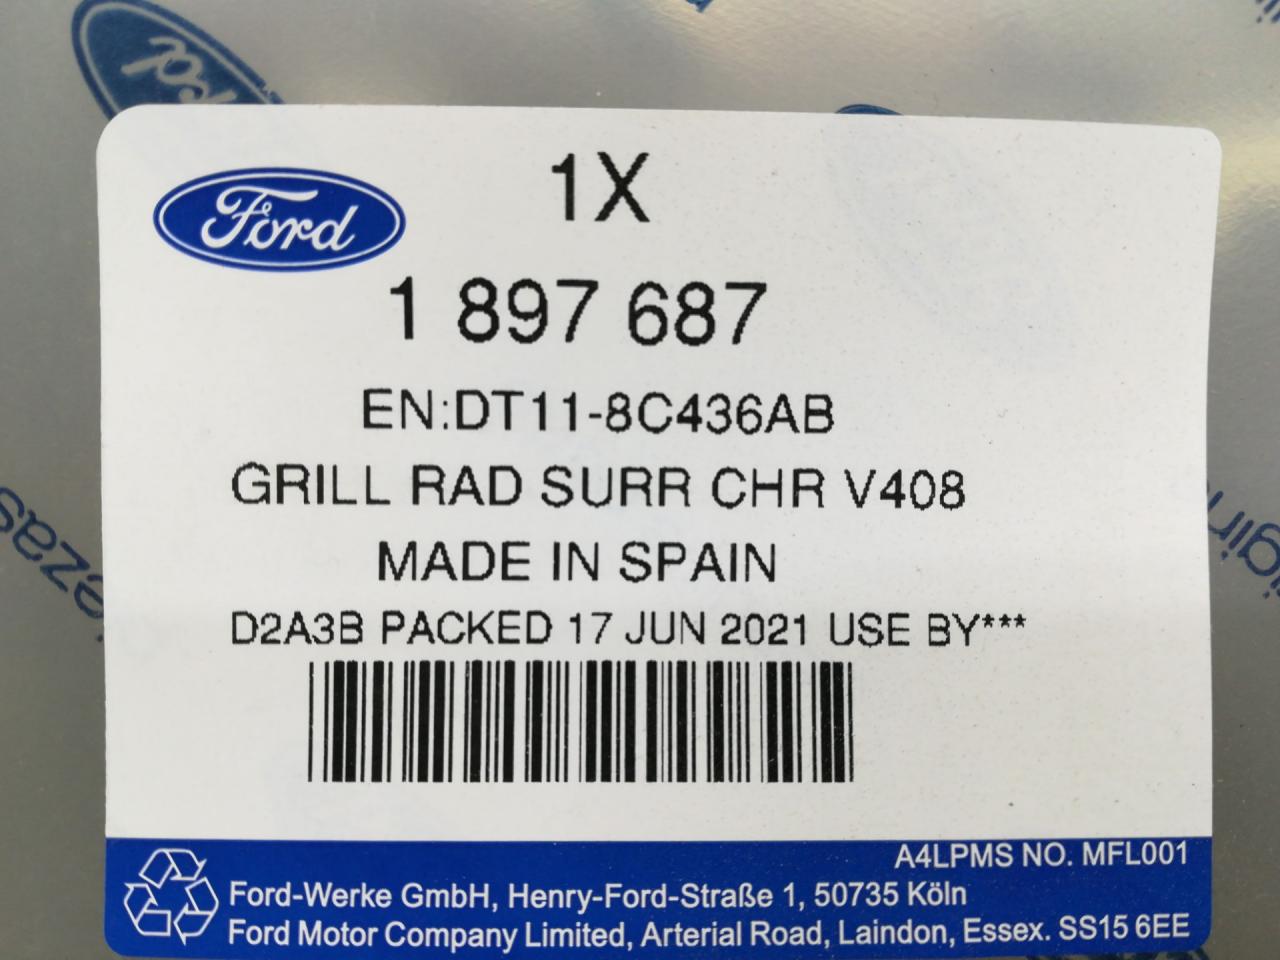 Ford
1X
1 897 687
EN:DT11-8C436AB
GRILL RAD SURR CHR V408
MADE IN SPAIN
D2A3B PACKED 17 JUN 2021 USE BY***
A4LPMS NO. MFL001
Ford-Werke GmbH, Henry-Ford-Straße 1, 50735 Köln
Ford Motor Company Limited, Arterial Road, Laindon, Essex. SS15 6EE